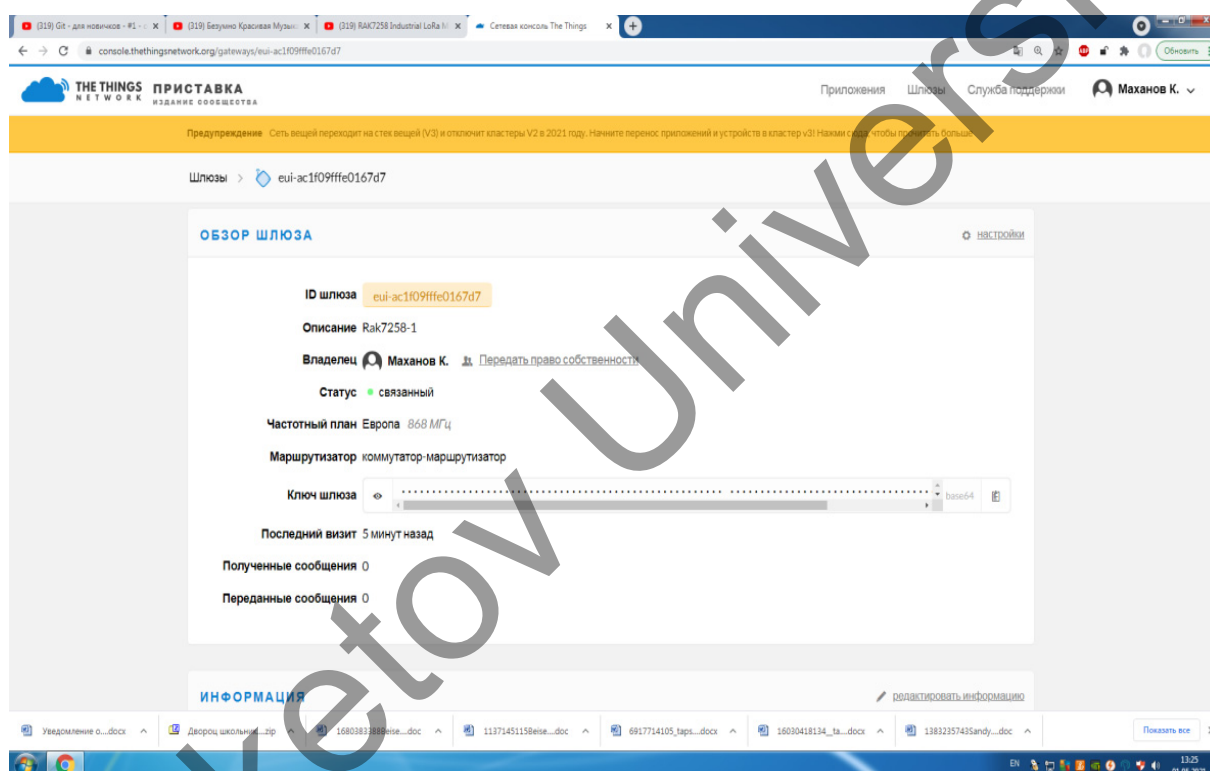 (319) Git - для новичков - #1 -
(319) Безумно Красивая Музык
(319) RAK7258 Industrial LoRa
Сетевая консоль The Things
console.thethingsnetwork.org/gateways/eui-ac1f09fffe0167d7
Обновить
THE THINGS
NETWORK
ПРИСТАВКА
ИЗДАНИЕ СООБЩЕСТВА
Приложения
Шлюзы
Служба поддержки
Маханов К.
Предупреждение Сеть вещей переходит на стек вещей (V3) и отключит кластеры V2 в 2021 году. Начните перенос приложений и устройств в кластер v3! Нажми сюда, чтобы прочитать больше
Шлюзы > eui-ac1f09fffe0167d7
ОБЗОР ШЛЮЗА
настройки
ID шлюза eui-ac1f09fffe0167d7
Описание Rak7258-1
Владелец Маханов К. Передать право собственности
Статус связанный
Частотный план Европа 868 МГц
Маршрутизатор коммутатор-маршрутизатор
Ключ шлюза base64
Последний визит 5 минут назад
Полученные сообщения 0
Переданные сообщения 0
ИНФОРМАЦИЯ
редактировать информацию
Уведомление о....docx
Дворец школьник....zip
1680383388Beise....doc
1137145115Beise....doc
6917714105_taps....docx
16030418134_ta....docx
1383235743Sandy....doc
Показать все
EN
13:25
ketov Universi